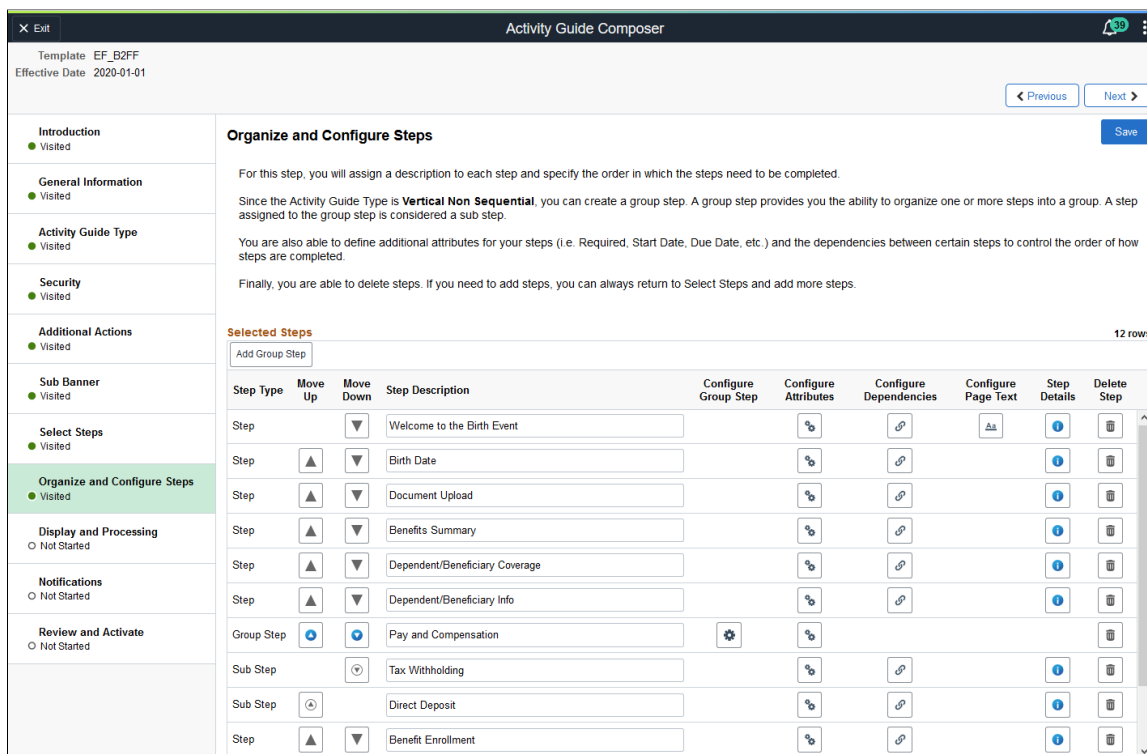 Exit
Activity Guide Composer
39
Template EF_B2FF
Effective Date 2020-01-01
Previous
Next
Introduction
Visited
General Information
Visited
Activity Guide Type
Visited
Security
Visited
Additional Actions
Visited
Sub Banner
Visited
Select Steps
Visited
Organize and Configure Steps
Visited
Display and Processing
Not Started
Notifications
Not Started
Review and Activate
Not Started
Organize and Configure Steps
Save
For this step, you will assign a description to each step and specify the order in which the steps need to be completed.
Since the Activity Guide Type is Vertical Non Sequential, you can create a group step. A group step provides you the ability to organize one or more steps into a group. A step
assigned to the group step is considered a sub step.
You are also able to define additional attributes for your steps (i.e. Required, Start Date, Due Date, etc.) and the dependencies between certain steps to control the order of how
steps are completed.
Finally, you are able to delete steps. If you need to add steps, you can always return to Select Steps and add more steps.
Selected Steps
12 rows
Add Group Step
Step Type Move Up Move Down Step Description Configure Group Step Configure Attributes Configure Dependencies Configure Page Text Step Details Delete Step
Step Welcome to the Birth Event Aa
Step Birth Date
Step Document Upload
Step Benefits Summary
Step Dependent/Beneficiary Coverage
Step Dependent/Beneficiary Info
Group Step Pay and Compensation
Sub Step Tax Withholding
Sub Step Direct Deposit
Step Benefit Enrollment